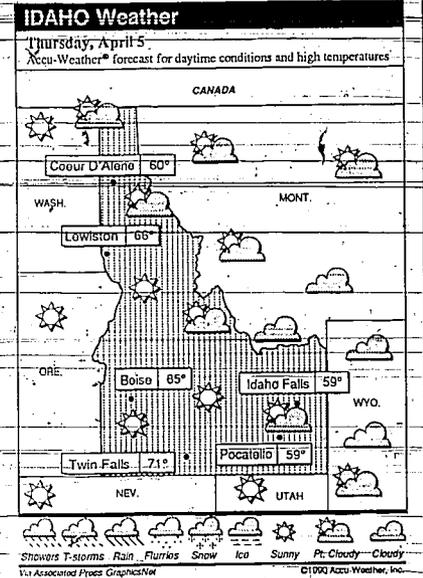 IDAHO Weather
Thursday, April 5
Accu-Weather® forecast for daytime conditions and high temperatures
CANADA
Coeur D'Alene 60°
WASH.
MONT.
Lewiston 66°
ORE.
Boise 65°
Idaho Falls 59°
WYO.
Twin Falls 71°
Pocatello 59°
NEV.
UTAH
Showers T-storms Rain Flurries Snow Ice Sunny Pt. Cloudy Cloudy
Via Associated Press GraphicsNet
©1990 Accu-Weather, Inc.